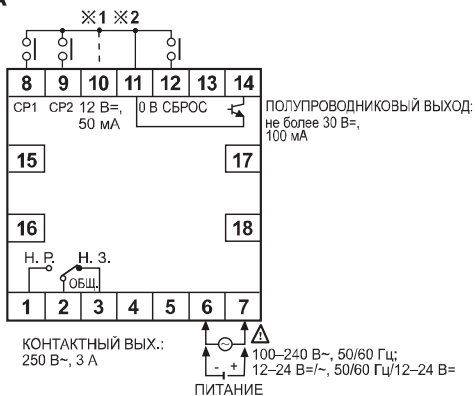 ※1 ※2
8 9 10 11 12 13 14
СР1 СР2 12 В=, 50 мА 0 В СБРОС
ПОЛУПРОВОДНИКОВЫЙ ВЫХОД:
не более 30 В=,
100 мА
15 17
16 18
Н. Р. Н. З.
ОБЩ.
1 2 3 4 5 6 7
КОНТАКТНЫЙ ВЫХ.:
250 В~, 3 А
- +
ПИТАНИЕ
100–240 В~, 50/60 Гц;
12–24 В=/~, 50/60 Гц/12–24 В=